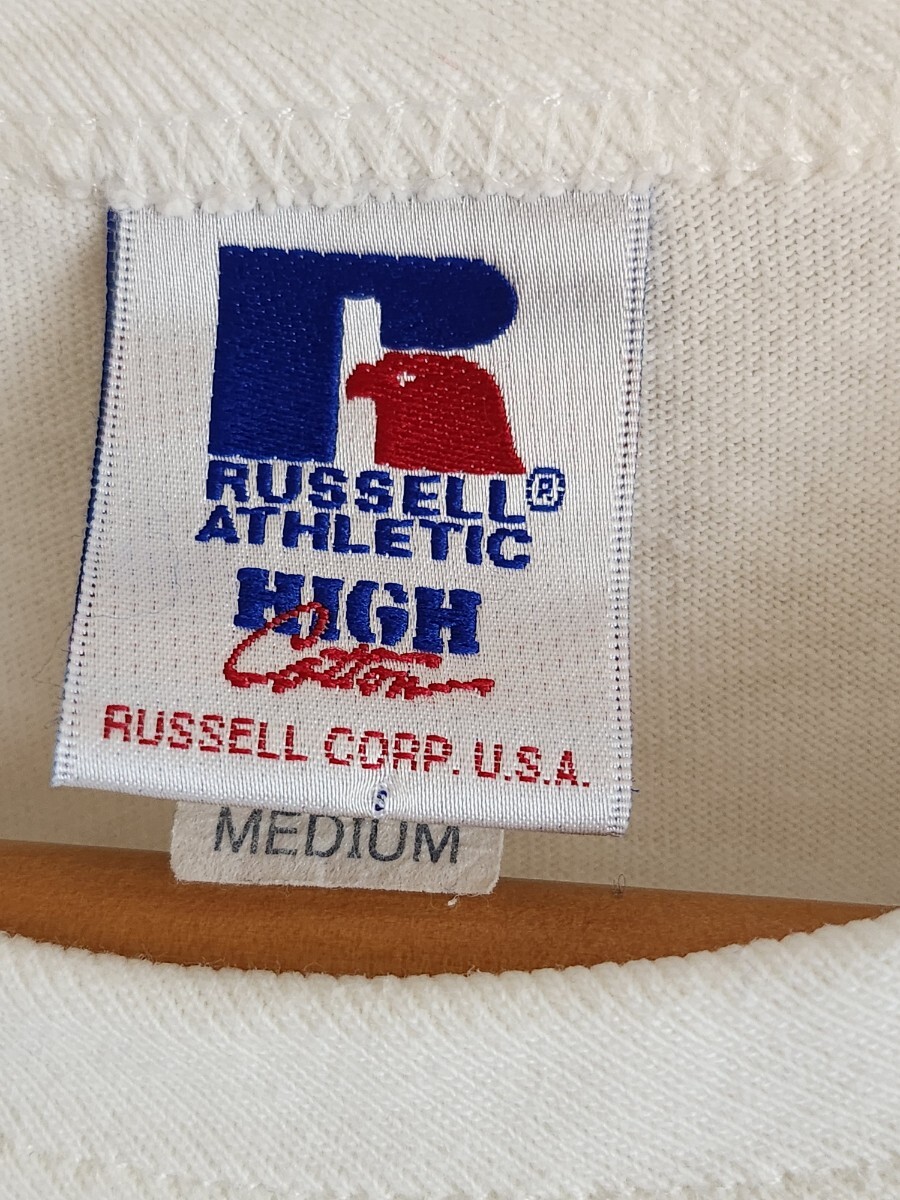 RUSSELL®
ATHLETIC
HIGH
Cotton
RUSSELL CORP. U.S.A.
S
MEDIUM